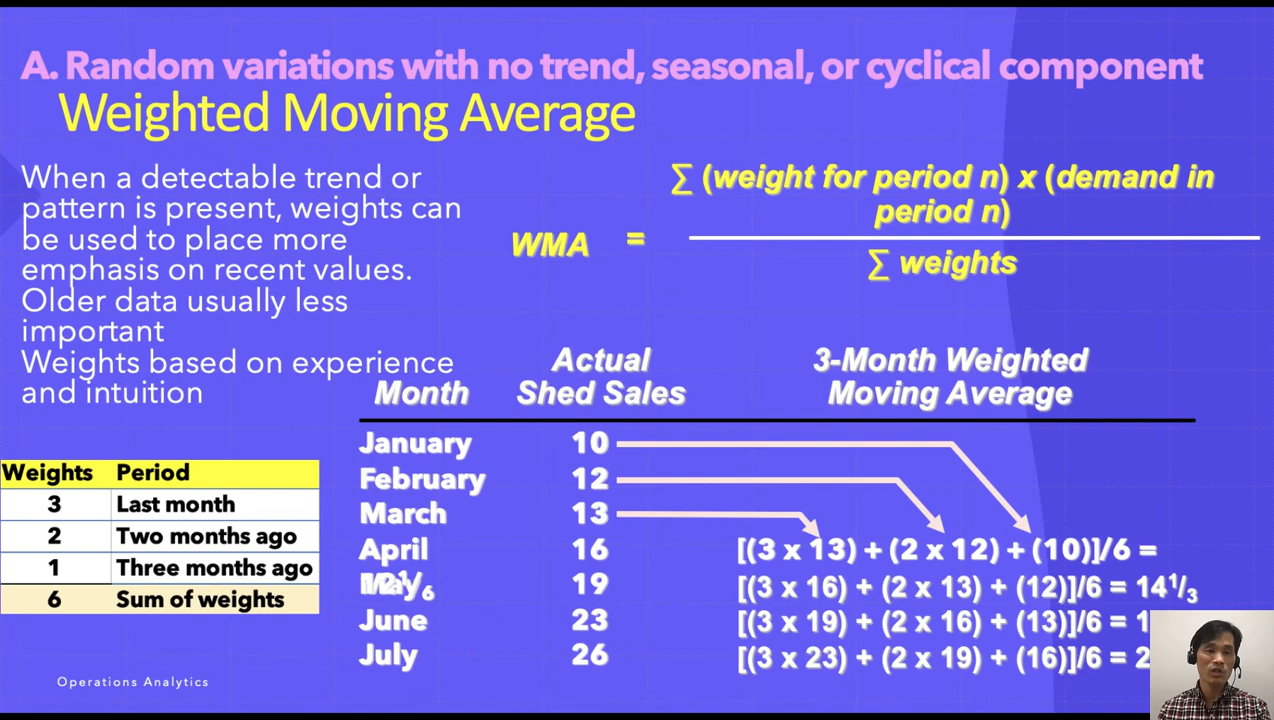 A. Random variations with no trend, seasonal, or cyclical component
Weighted Moving Average
When a detectable trend or
pattern is present, weights can
be used to place more
emphasis on recent values.
Older data usually less
important
Weights based on experience
and intuition
WMA = ∑ (weight for period n) x (demand in
period n)
∑ weights
Month Actual Shed Sales 3-Month Weighted Moving Average
January 10
February 12
March 13
April 16 [(3 x 13) + (2 x 12) + (10)]/6 =
May 19 [(3 x 16) + (2 x 13) + (12)]/6 = 14 1/3
June 23 [(3 x 19) + (2 x 16) + (13)]/6 =
July 26 [(3 x 23) + (2 x 19) + (16)]/6 =
Weights Period
3 Last month
2 Two months ago
1 Three months ago
6 Sum of weights
Operations Analytics